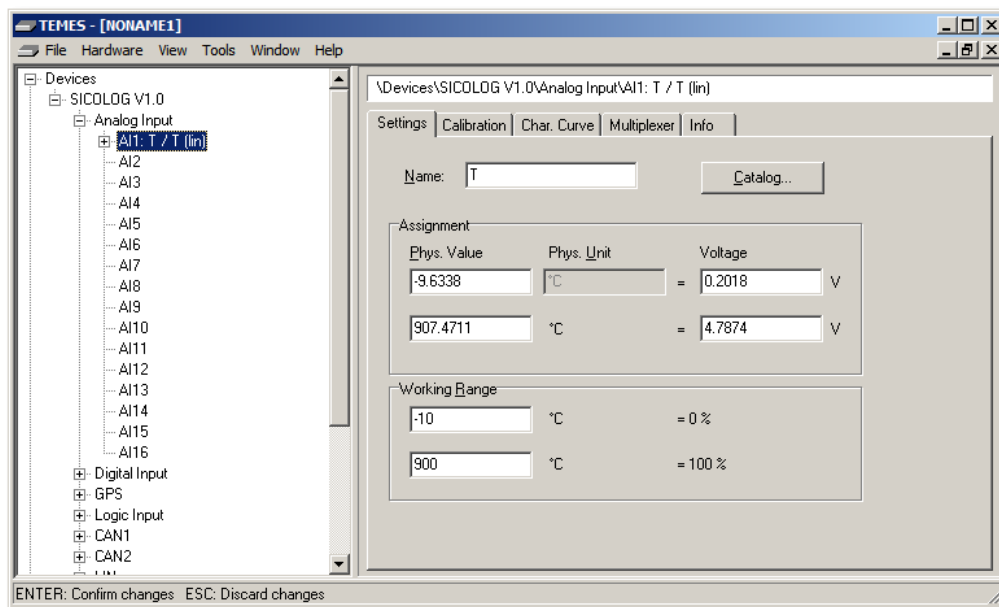 TEMES - [NONAME1]
File Hardware View Tools Window Help
Devices
SICOLOG V1.0
Analog Input
AI1: T / T (lin)
AI2
AI3
AI4
AI5
AI6
AI7
AI8
AI9
AI10
AI11
AI12
AI13
AI14
AI15
AI16
Digital Input
GPS
Logic Input
CAN1
CAN2
\Devices\SICOLOG V1.0\Analog Input\AI1: T / T (lin)
Settings Calibration Char. Curve Multiplexer Info
Name: T Catalog...
Assignment
Phys. Value Phys. Unit Voltage
-9.6338 °C = 0.2018 V
907.4711 °C = 4.7874 V
Working Range
-10 °C = 0 %
900 °C = 100 %
ENTER: Confirm changes ESC: Discard changes